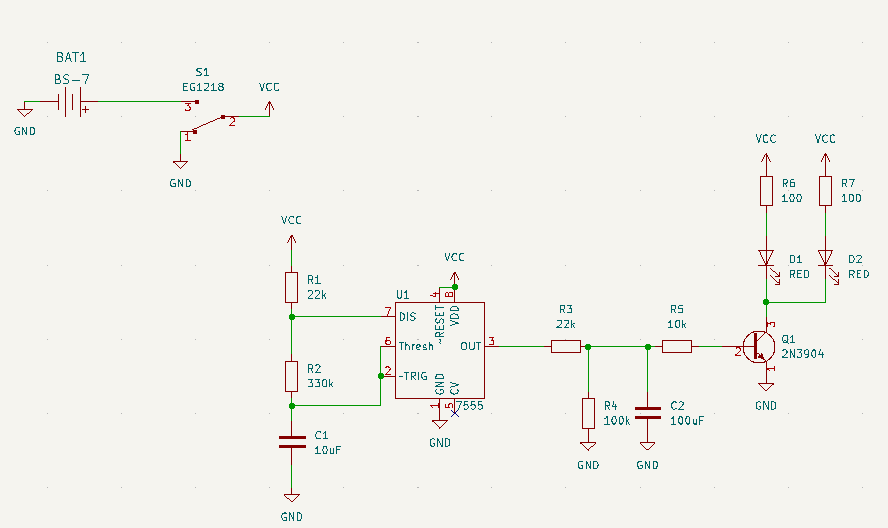 BAT1
BS-7
+
GND
S1
EG1218
3
2
1
VCC
GND
VCC
R1
22k
R2
330k
C1
10uF
GND
U1
VCC
4
8
7
DIS
~RESET
VDD
6
Thresh
OUT
3
2
~TRIG
GND
CV
1
5
7555
GND
R3
22k
R4
100k
GND
C2
100uF
GND
R5
10k
VCC
VCC
R6
100
R7
100
D1
RED
D2
RED
3
2
1
Q1
2N3904
GND